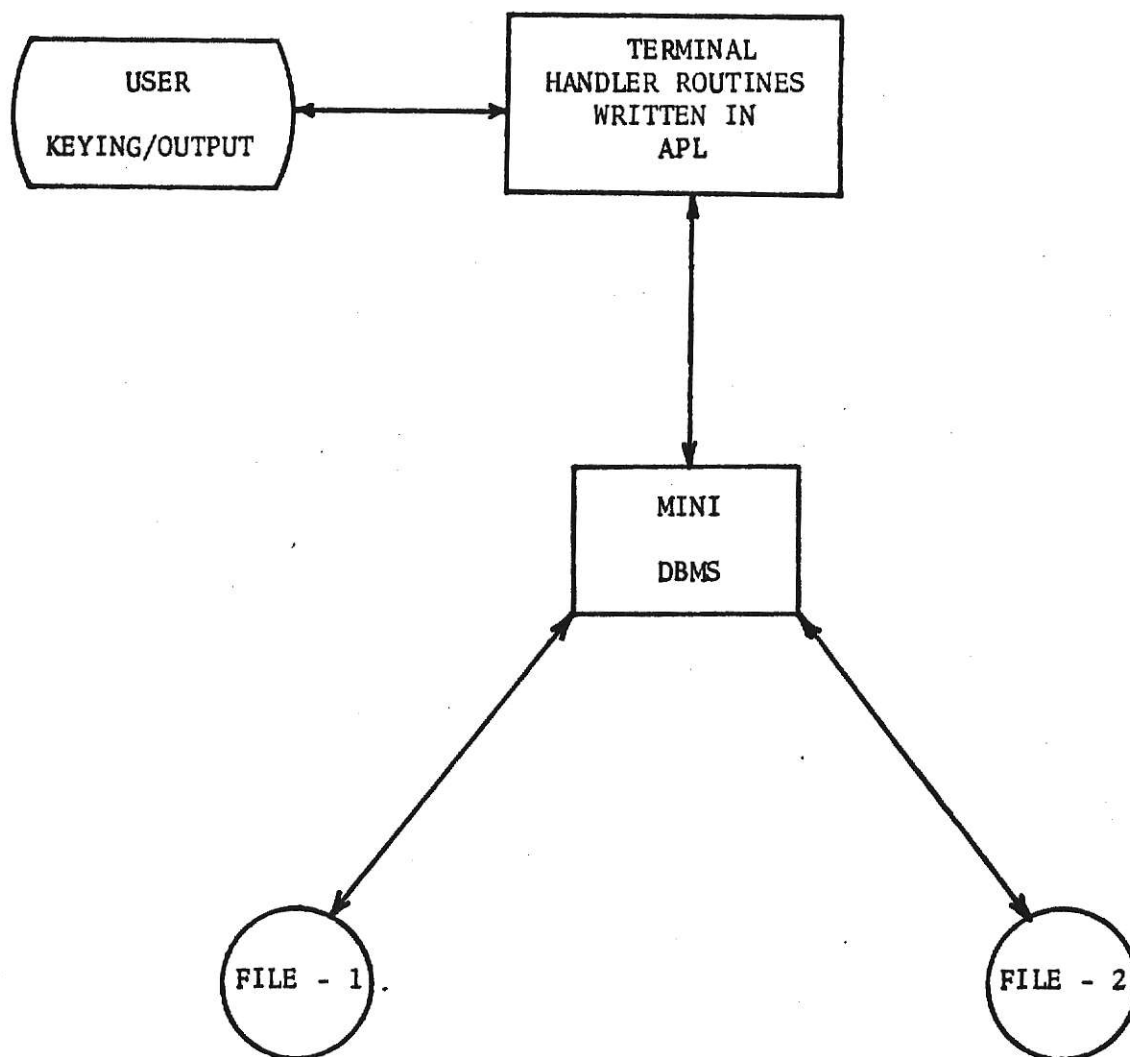 USER
KEYING/OUTPUT
TERMINAL
HANDLER ROUTINES
WRITTEN IN
APL
MINI
DBMS
FILE - 1
FILE - 2